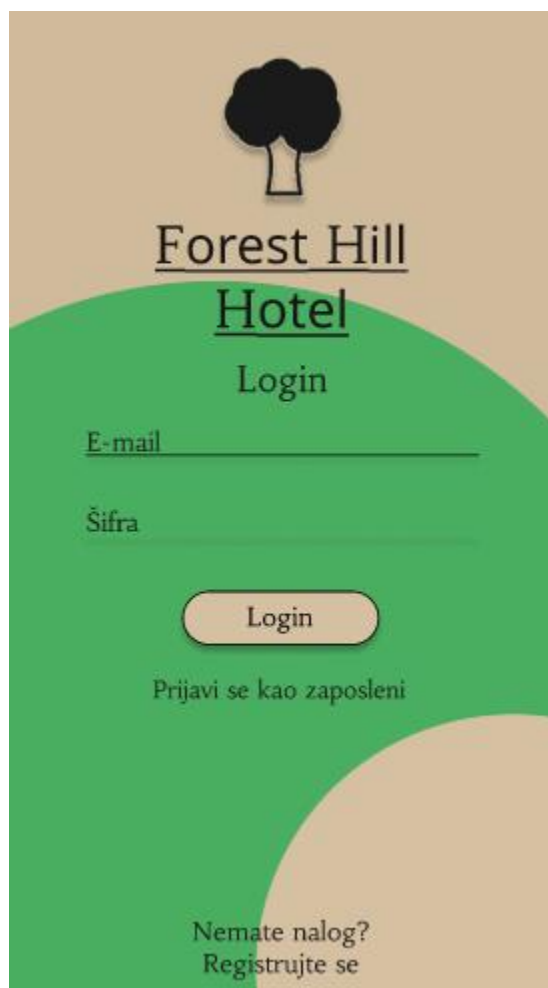 Forest Hill
Hotel
Login
E-mail
Šifra
Login
Prijavi se kao zaposleni
Nemate nalog?
Registrujte se